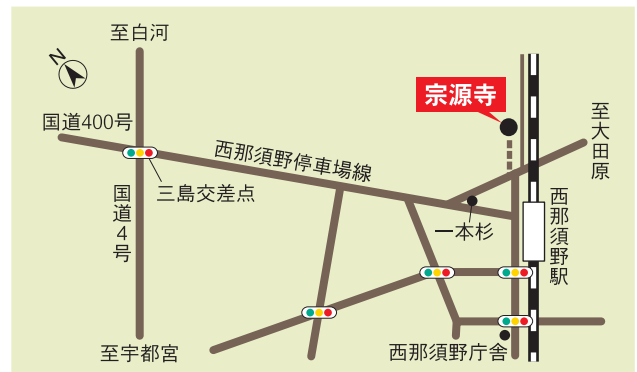 至白河
N
宗源寺
至大田原
国道400号
西那須野停車場線
三島交差点
国道4号
一本杉
西那須野駅
至宇都宮
西那須野庁舎